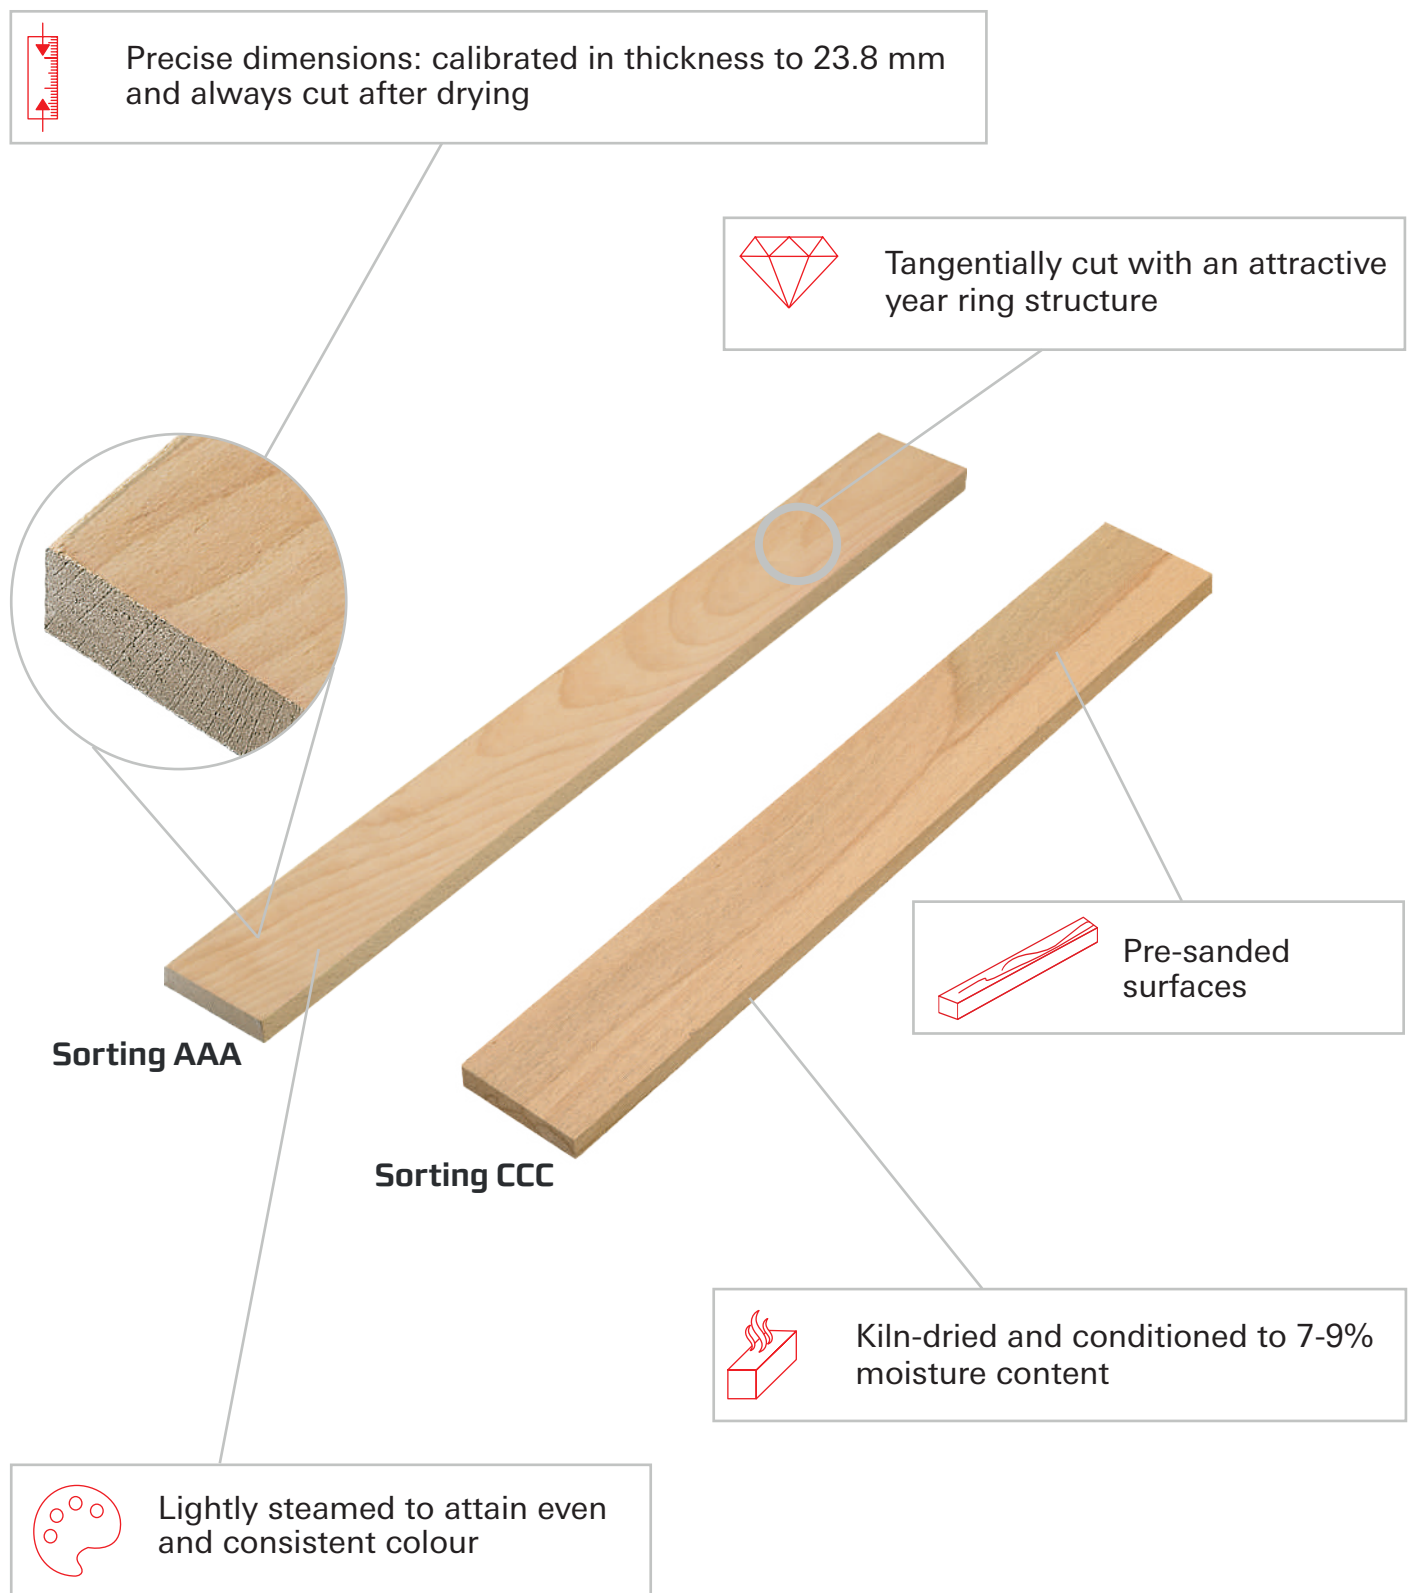 Precise dimensions: calibrated in thickness to 23.8 mm
and always cut after drying
Tangentially cut with an attractive
year ring structure
Pre-sanded
surfaces
Sorting AAA
Sorting CCC
Kiln-dried and conditioned to 7-9%
moisture content
Lightly steamed to attain even
and consistent colour